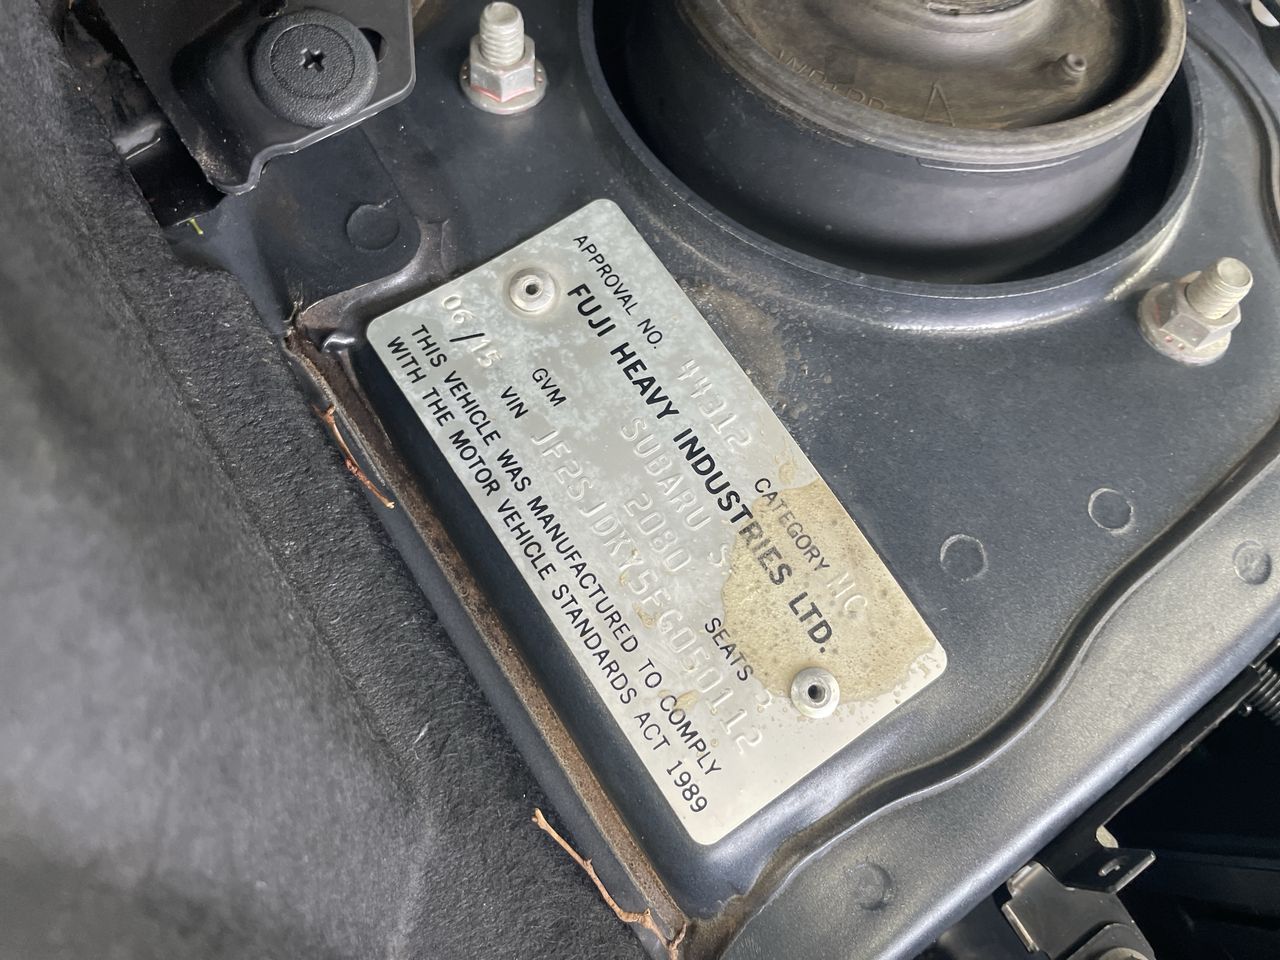 APPROVAL NO. 44312 CATEGORY MC
FUJI HEAVY INDUSTRIES LTD.
SUBARU S
GVM 2080 SEATS
06/15 VIN JF2SJDKY5FG050112
THIS VEHICLE WAS MANUFACTURED TO COMPLY
WITH THE MOTOR VEHICLE STANDARDS ACT 1989